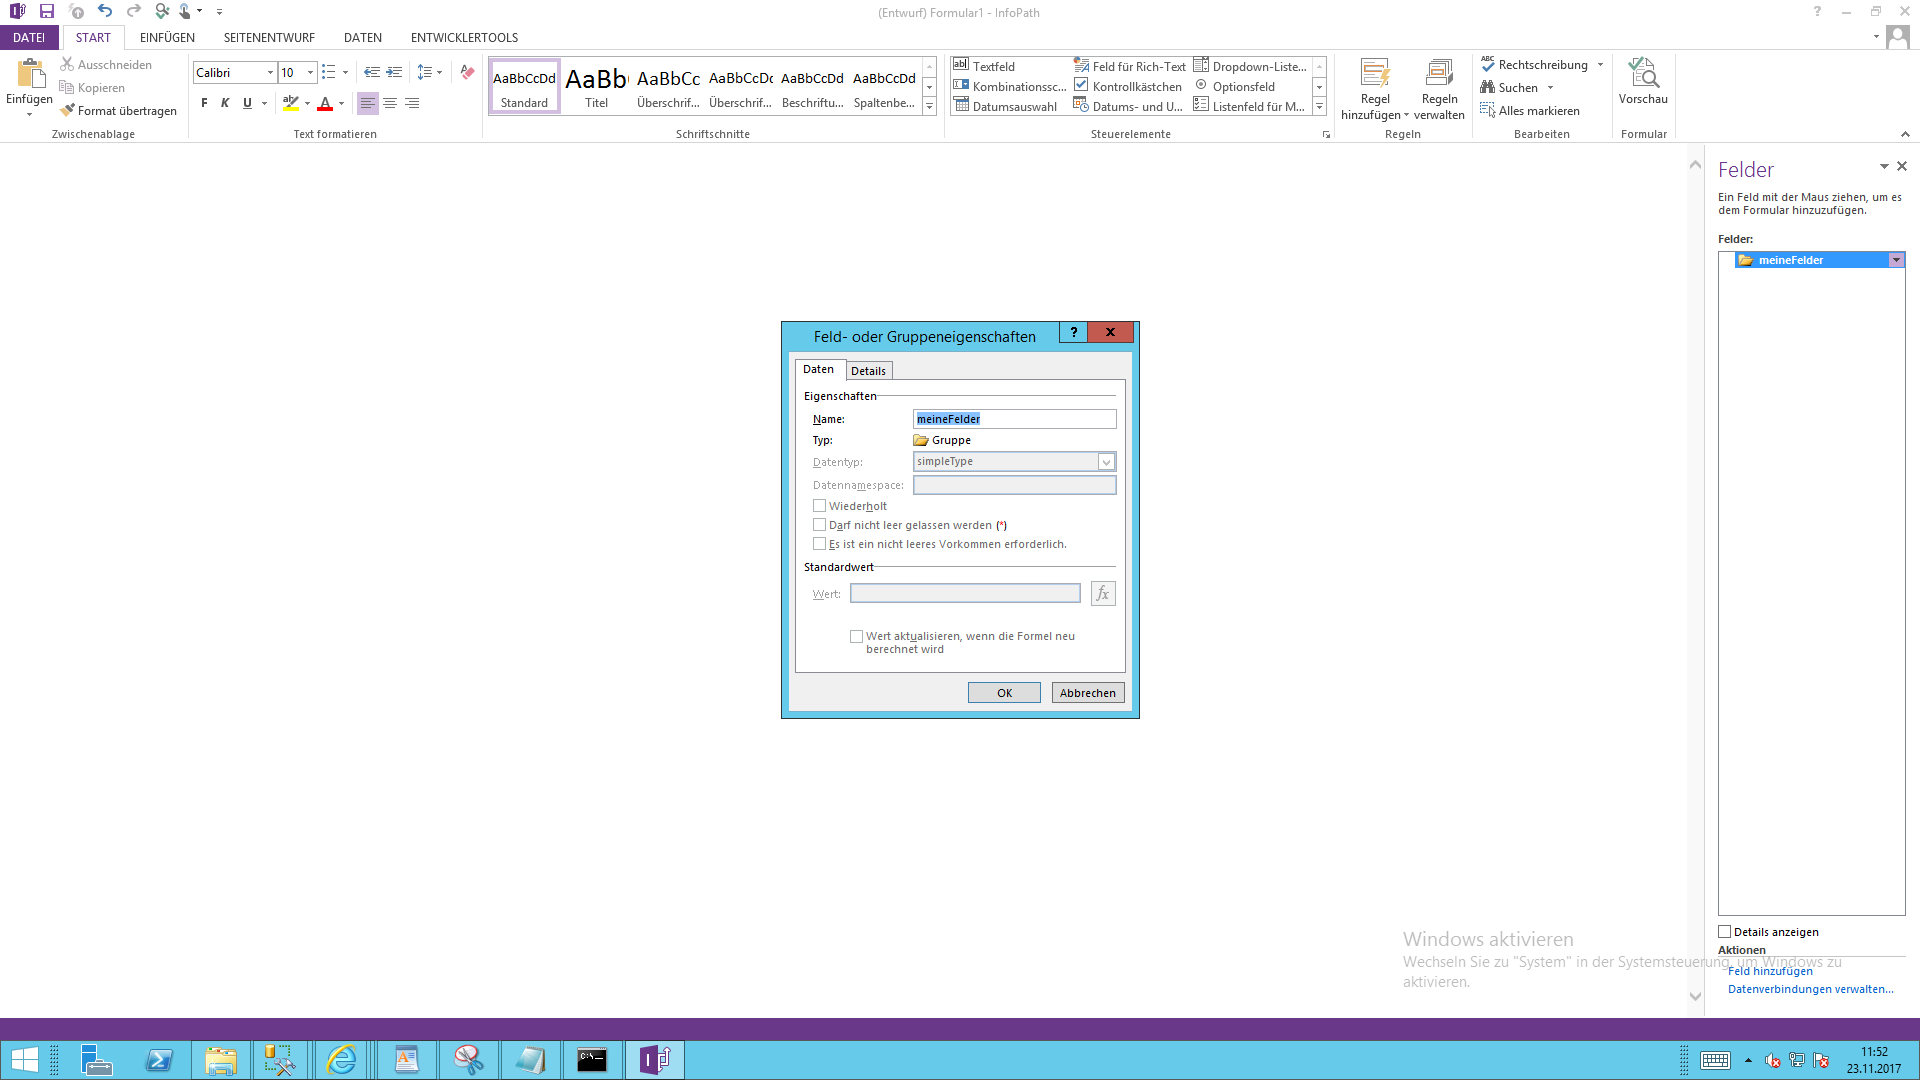 (Entwurf) Formular1 - InfoPath
DATEI
START
EINFÜGEN
SEITENENTWURF
DATEN
ENTWICKLERTOOLS
Einfügen
Ausschneiden
Kopieren
Format übertragen
Zwischenablage
Calibri
10
F K U
Text formatieren
AaBbCcDd
Standard
AaBb
Titel
AaBbCc
Überschrif...
AaBbCcDc
Überschrif...
AaBbCcDd
Beschriftu...
AaBbCcDd
Spaltenbe...
Schriftschnitte
Textfeld
Kombinationssc...
Datumsauswahl
Feld für Rich-Text
Kontrollkästchen
Datums- und U...
Dropdown-Liste...
Optionsfeld
Listenfeld für M...
Steuerelemente
Regel
hinzufügen
Regeln
verwalten
Regeln
Rechtschreibung
Suchen
Alles markieren
Bearbeiten
Vorschau
Formular
Felder
Ein Feld mit der Maus ziehen, um es
dem Formular hinzuzufügen.
Felder:
meineFelder
Feld- oder Gruppeneigenschaften
Daten
Details
Eigenschaften
Name:
meineFelder
Typ:
Gruppe
Datentyp:
simpleType
Datennamespace:
Wiederholt
Darf nicht leer gelassen werden (*)
Es ist ein nicht leeres Vorkommen erforderlich.
Standardwert
Wert:
fx
Wert aktualisieren, wenn die Formel neu
berechnet wird
OK
Abbrechen
Details anzeigen
Aktionen
Feld hinzufügen
Datenverbindungen verwalten...
Windows aktivieren
Wechseln Sie zu "System" in der Systemsteuerung, um Windows zu
aktivieren.
11:52
23.11.2017